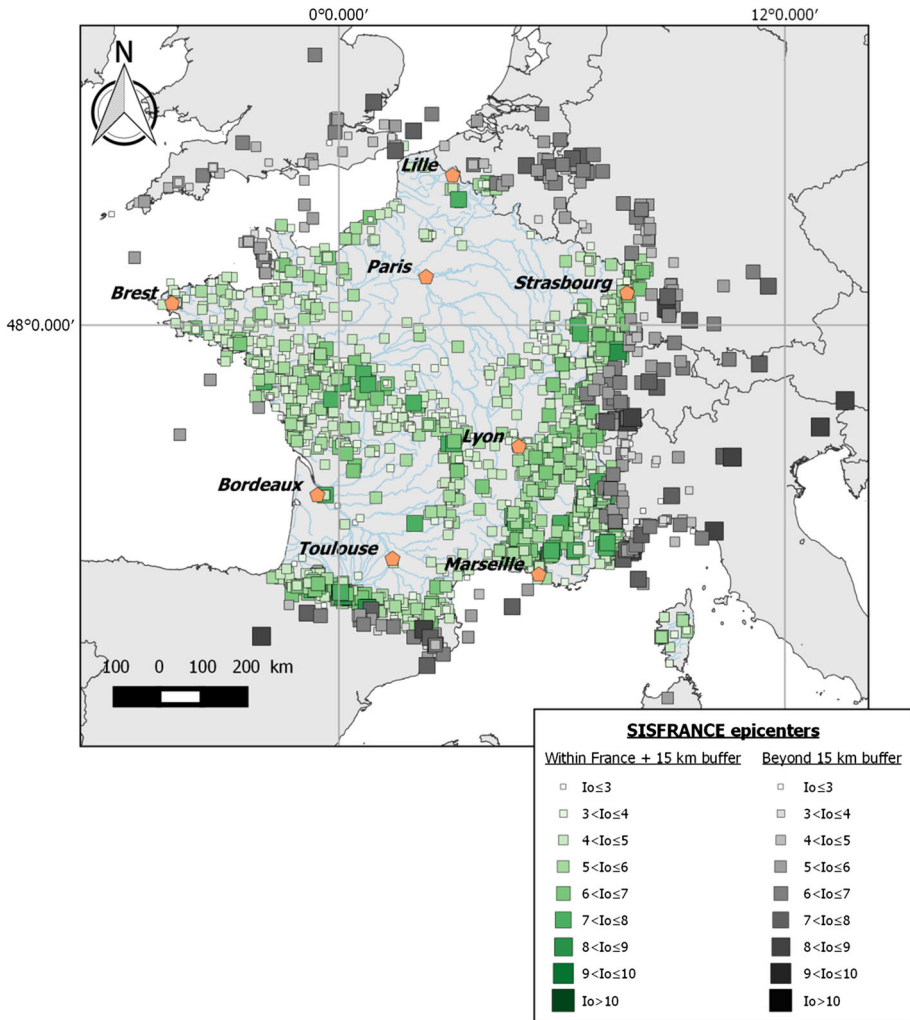 0°0.000' 12°0.000'
N
Lille
Paris
Strasbourg
Brest
48°0.000'
Lyon
Bordeaux
Toulouse
Marseille
100 0 100 200 km
SISFRANCE epicenters
Within France + 15 km buffer Beyond 15 km buffer
Io≤3 Io≤3
3<Io≤4 3<Io≤4
4<Io≤5 4<Io≤5
5<Io≤6 5<Io≤6
6<Io≤7 6<Io≤7
7<Io≤8 7<Io≤8
8<Io≤9 8<Io≤9
9<Io≤10 9<Io≤10
Io>10 Io>10